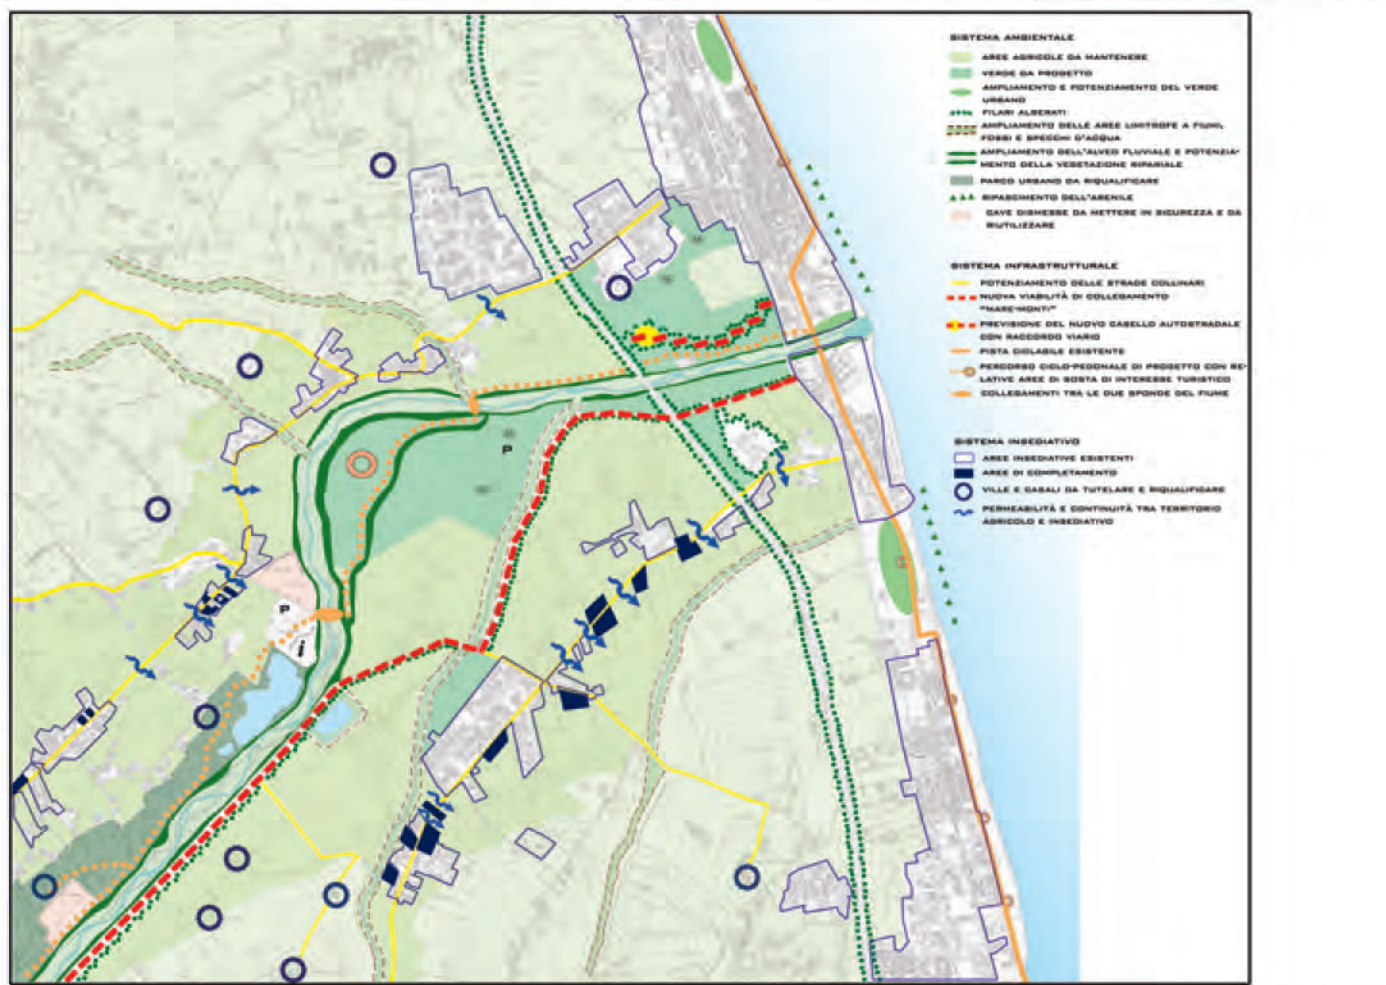 SISTEMA AMBIENTALE
AREE AGRICOLE DA MANTENERE
VERDE DA PROGETTO
AMPLIAMENTO E POTENZIAMENTO DEL VERDE
URBANO
FILARI ALBERATI
AMPLIAMENTO DELLE AREE LIMITROFE A FIUMI,
FOSSI E SPECCHI D'ACQUA
AMPLIAMENTO DELL'ALVEO FLUVIALE E POTENZIA-
MENTO DELLA VEGETAZIONE RIPARIALE
PARCO URBANO DA RIQUALIFICARE
RIPASCIMENTO DELL'ARENILE
CAVE DISMESSE DA METTERE IN SICUREZZA E DA
RIUTILIZZARE
SISTEMA INFRASTRUTTURALE
POTENZIAMENTO DELLE STRADE COLLINARI
NUOVA VIABILITÀ DI COLLEGAMENTO
"MARE-MONTI"
PREVISIONE DEL NUOVO CASELLO AUTOSTRADALE
CON RACCORDO VIARIO
PISTA CICLABILE ESISTENTE
PERCORSO CICLO-PEDONALE DI PROGETTO CON RE-
LATIVE AREE DI SOSTA DI INTERESSE TURISTICO
COLLEGAMENTI TRA LE DUE SPONDE DEL FIUME
SISTEMA INSEDIATIVO
AREE INSEDIATIVE ESISTENTI
AREE DI COMPLETAMENTO
VILLE E CASALI DA TUTELARE E RIQUALIFICARE
PERMEABILITÀ E CONTINUITÀ TRA TERRITORIO
AGRICOLO E INSEDIATIVO
P
P
i